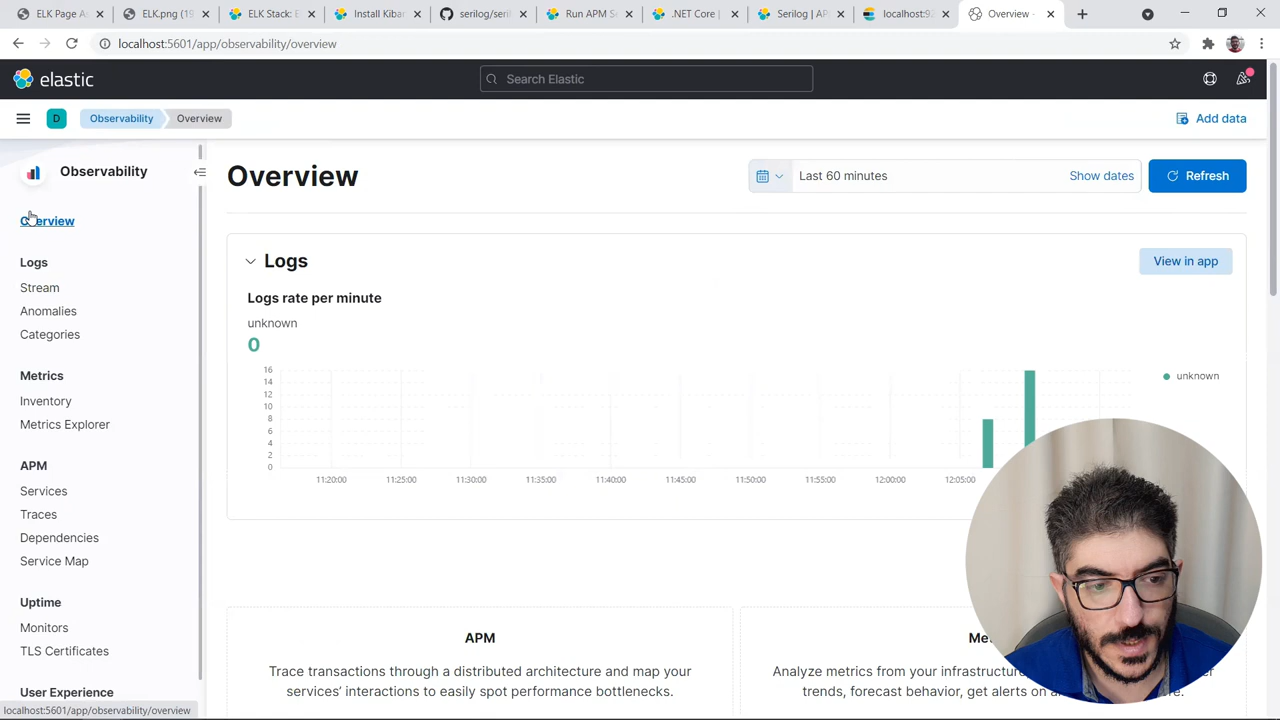 ELK Page A
ELK.png (19
ELK Stack: E
Install Kiba
serilog/seri
Run APM Se
.NET Core |
Serilog | AP
localhost:92
Overview -
localhost:5601/app/observability/overview
elastic
Search Elastic
D
Observability
Overview
Add data
Observability
Overview
Logs
Stream
Anomalies
Categories
Metrics
Inventory
Metrics Explorer
APM
Services
Traces
Dependencies
Service Map
Uptime
Monitors
TLS Certificates
User Experience
localhost:5601/app/observability/overview
Overview
Last 60 minutes
Show dates
Refresh
Logs
View in app
Logs rate per minute
unknown
0
16
14
12
10
8
6
4
2
0
unknown
11:20:00
11:25:00
11:30:00
11:35:00
11:40:00
11:45:00
11:50:00
11:55:00
12:00:00
12:05:00
APM
Trace transactions through a distributed architecture and map your
services' interactions to easily spot performance bottlenecks.
Me
Analyze metrics from your infrastructure
trends, forecast behavior, get alerts on a